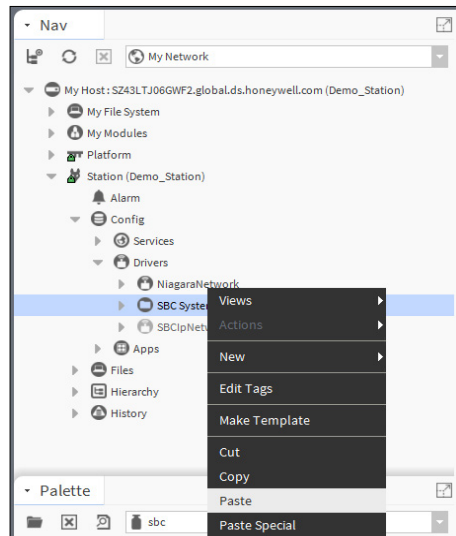 Nav
My Network
My Host : SZ43LTJ06GWF2.global.ds.honeywell.com (Demo_Station)
My File System
My Modules
Platform
Station (Demo_Station)
Alarm
Config
Services
Drivers
NiagaraNetwork
SBC System
SBCIpNetw
Apps
Files
Hierarchy
History
Views
Actions
New
Edit Tags
Make Template
Cut
Copy
Paste
Paste Special
Palette
sbc